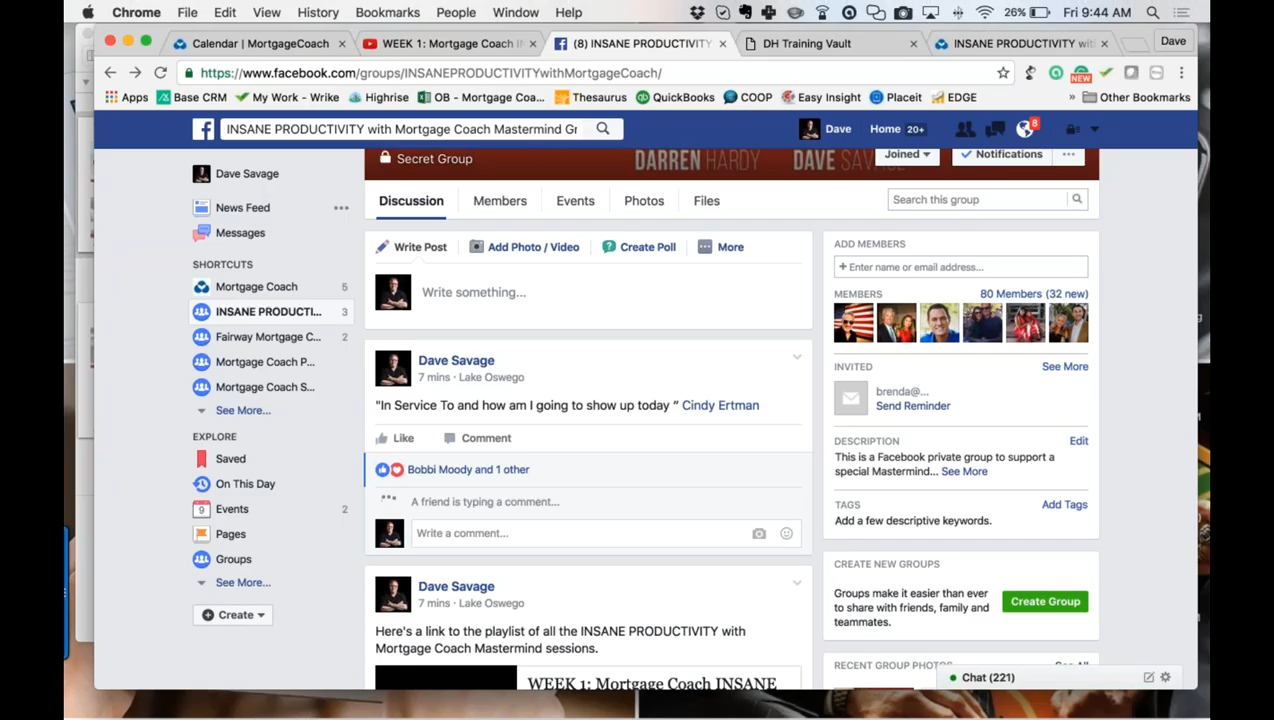 Chrome File Edit View History Bookmarks People Window Help 26% Fri 9:44 AM
Calendar | MortgageCoach WEEK 1: Mortgage Coach IN (8) INSANE PRODUCTIVITY DH Training Vault INSANE PRODUCTIVITY wit Dave
https://www.facebook.com/groups/INSANEPRODUCTIVITYwithMortgageCoach/ NEW
Apps Base CRM My Work - Wrike Highrise OB - Mortgage Coa... Thesaurus QuickBooks COOP Easy Insight Placeit EDGE » Other Bookmarks
INSANE PRODUCTIVITY with Mortgage Coach Mastermind Gr Dave Home 20+ 8
Secret Group DARREN HARDY DAVE SAVAGE Joined Notifications
Dave Savage
News Feed
Messages
SHORTCUTS
Mortgage Coach 5
INSANE PRODUCTI... 3
Fairway Mortgage C... 2
Mortgage Coach P...
Mortgage Coach S...
See More...
EXPLORE
Saved
On This Day
9 Events 2
Pages
Groups
See More...
Create
Discussion Members Events Photos Files Search this group
Write Post Add Photo / Video Create Poll More
Write something...
Dave Savage
7 mins · Lake Oswego
"In Service To and how am I going to show up today “ Cindy Ertman
Like Comment
Bobbi Moody and 1 other
A friend is typing a comment...
Write a comment...
Dave Savage
7 mins · Lake Oswego
Here's a link to the playlist of all the INSANE PRODUCTIVITY with
Mortgage Coach Mastermind sessions.
WEEK 1: Mortgage Coach INSANE
ADD MEMBERS
+ Enter name or email address...
MEMBERS 80 Members (32 new)
INVITED See More
brenda@...
Send Reminder
DESCRIPTION Edit
This is a Facebook private group to support a
special Mastermind... See More
TAGS Add Tags
Add a few descriptive keywords.
CREATE NEW GROUPS
Groups make it easier than ever
to share with friends, family and
teammates.
Create Group
RECENT GROUP PHOTOS See All
Chat (221)